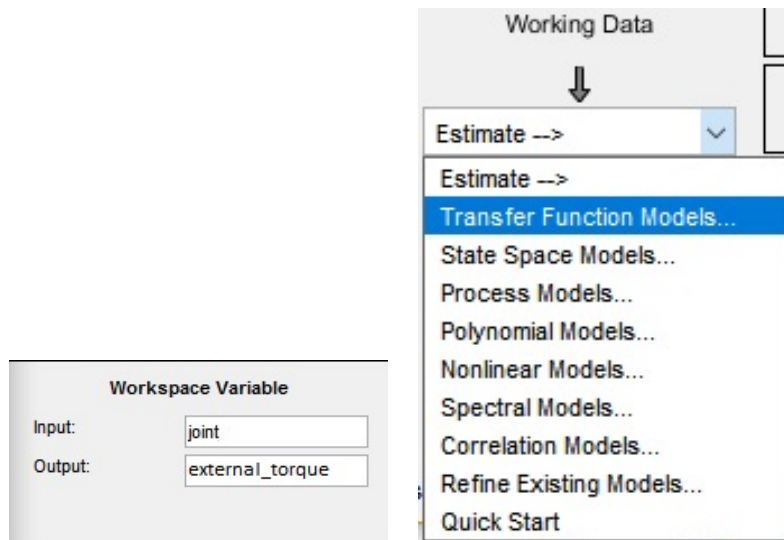 Workspace Variable
Input: joint
Output: external_torque
Working Data
Estimate -->
Estimate -->
Transfer Function Models...
State Space Models...
Process Models...
Polynomial Models...
Nonlinear Models...
Spectral Models...
Correlation Models...
Refine Existing Models...
Quick Start